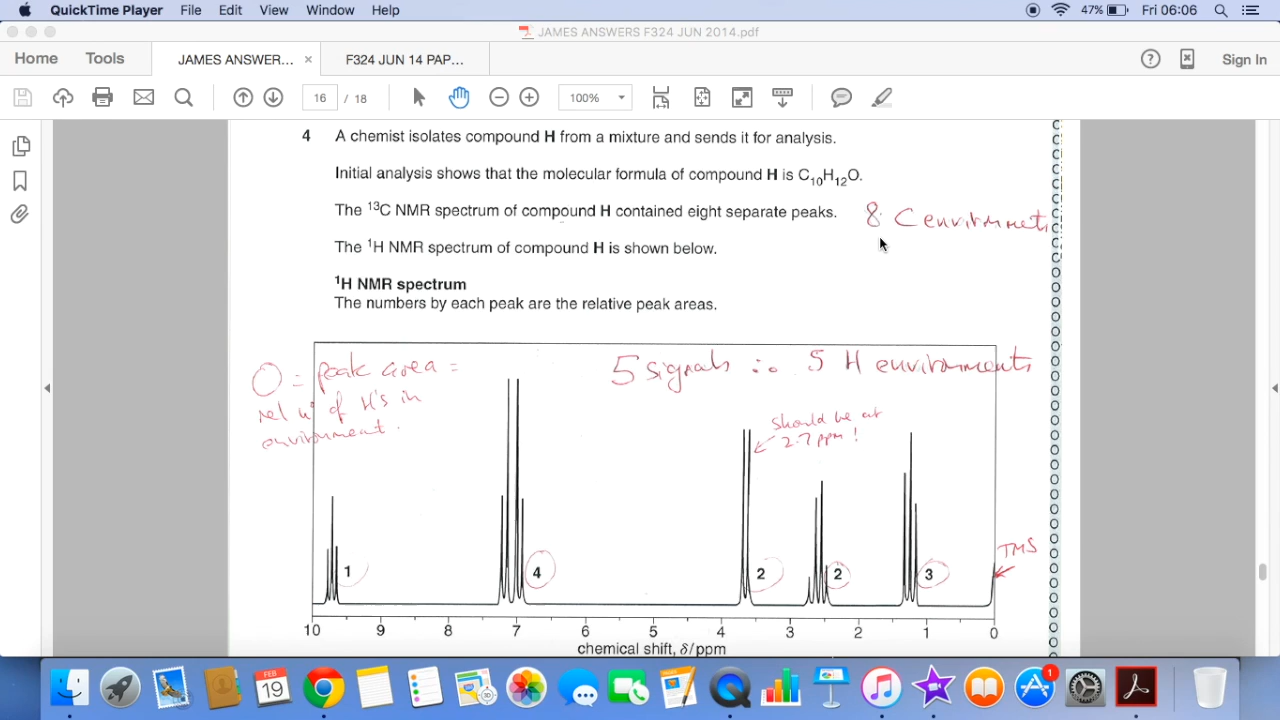 QuickTime Player File Edit View Window Help 47% Fri 06:06
JAMES ANSWERS F324 JUN 2014.pdf
Home Tools JAMES ANSWER... × F324 JUN 14 PAP... Sign In
16 / 18 100%
4 A chemist isolates compound H from a mixture and sends it for analysis.
Initial analysis shows that the molecular formula of compound H is C₁₀H₁₂O.
The ¹³C NMR spectrum of compound H contained eight separate peaks. 8 C environments
The ¹H NMR spectrum of compound H is shown below.
¹H NMR spectrum
The numbers by each peak are the relative peak areas.
O = peak area =
rel nº of H's in
environment.
5 signals ∴ 5 H environments
Should be at
2.7 ppm !
TMS
1 4 2 2 3
10 9 8 7 6 5 4 3 2 1 0
chemical shift, δ/ppm
FEB
19
1